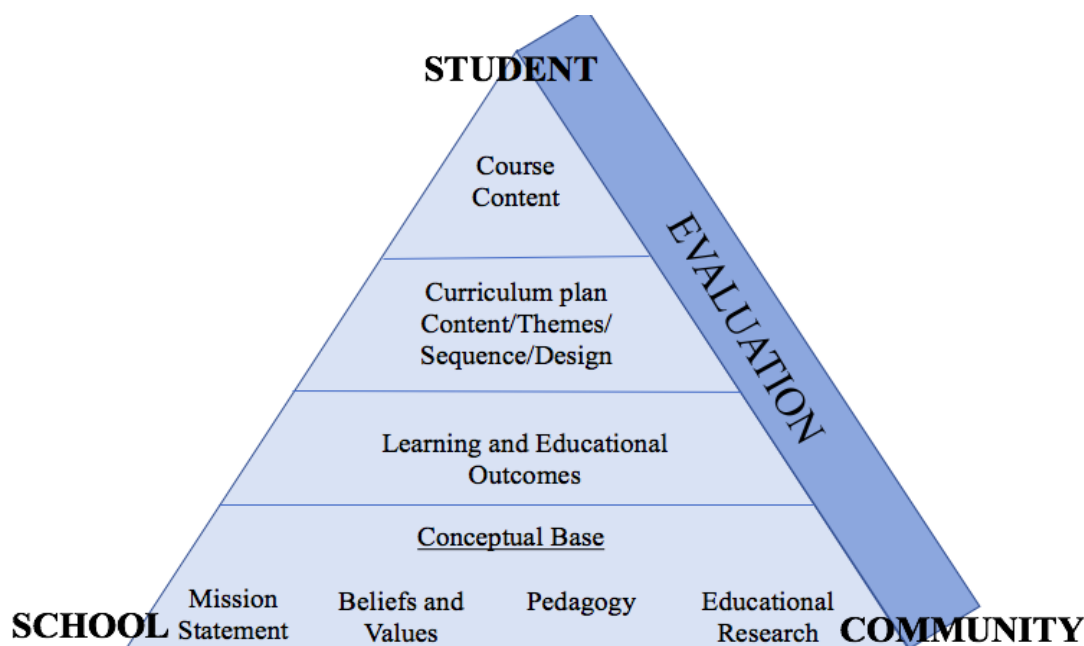 STUDENT
Course
Content
EVALUATION
Curriculum plan
Content/Themes/
Sequence/Design
Learning and Educational
Outcomes
Conceptual Base
Mission
Statement
Beliefs and
Values
Pedagogy
Educational
Research
SCHOOL
COMMUNITY